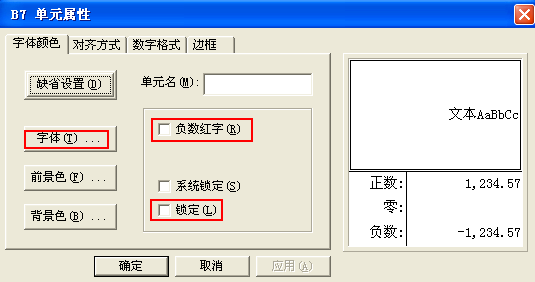 B7 单元属性
字体颜色 对齐方式 数字格式 边框
缺省设置(D) 单元名(M):
字体(T) ... 负数红字(R)
前景色(F) ... 系统锁定(S)
背景色(B) ... 锁定(L)
文本AaBbCc
正数: 1,234.57
零:
负数: -1,234.57
确定 取消 应用(A)